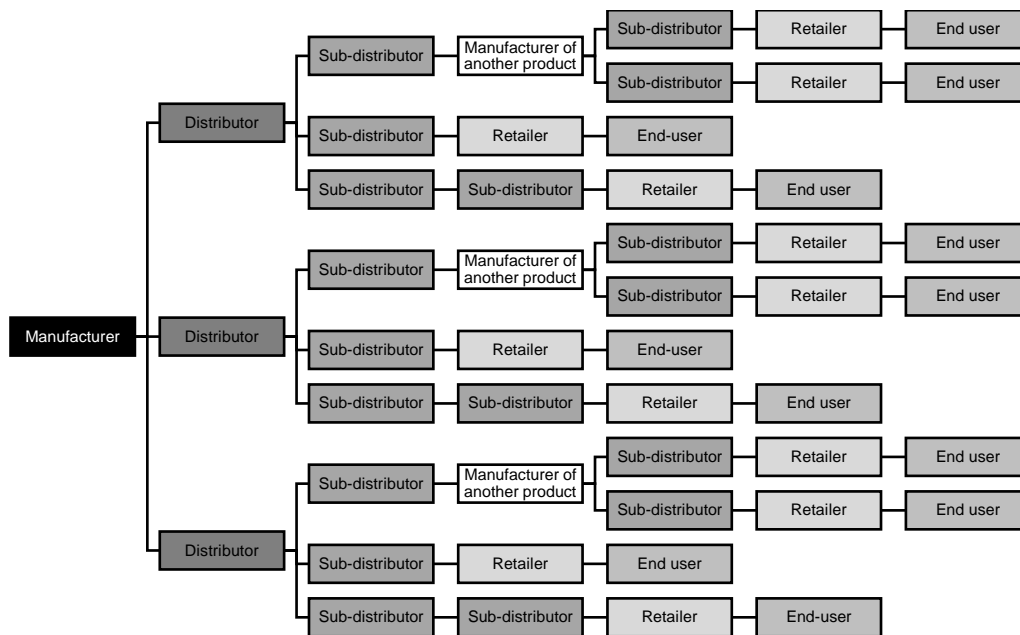 Sub-distributor Retailer End user
Sub-distributor Manufacturer of
another product
Sub-distributor Retailer End user
Distributor
Sub-distributor Retailer End-user
Sub-distributor Sub-distributor Retailer End user
Sub-distributor Retailer End user
Sub-distributor Manufacturer of
another product
Sub-distributor Retailer End user
Manufacturer Distributor
Sub-distributor Retailer End-user
Sub-distributor Sub-distributor Retailer End user
Sub-distributor Retailer End user
Sub-distributor Manufacturer of
another product
Sub-distributor Retailer End user
Distributor
Sub-distributor Retailer End user
Sub-distributor Sub-distributor Retailer End-user